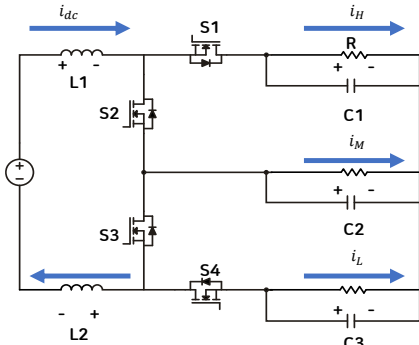 i_dc
S1
i_H
R
+ -
+ -
L1
C1
S2
i_M
+
-
+ -
C2
S3
S4
i_L
- +
L2
+ -
C3